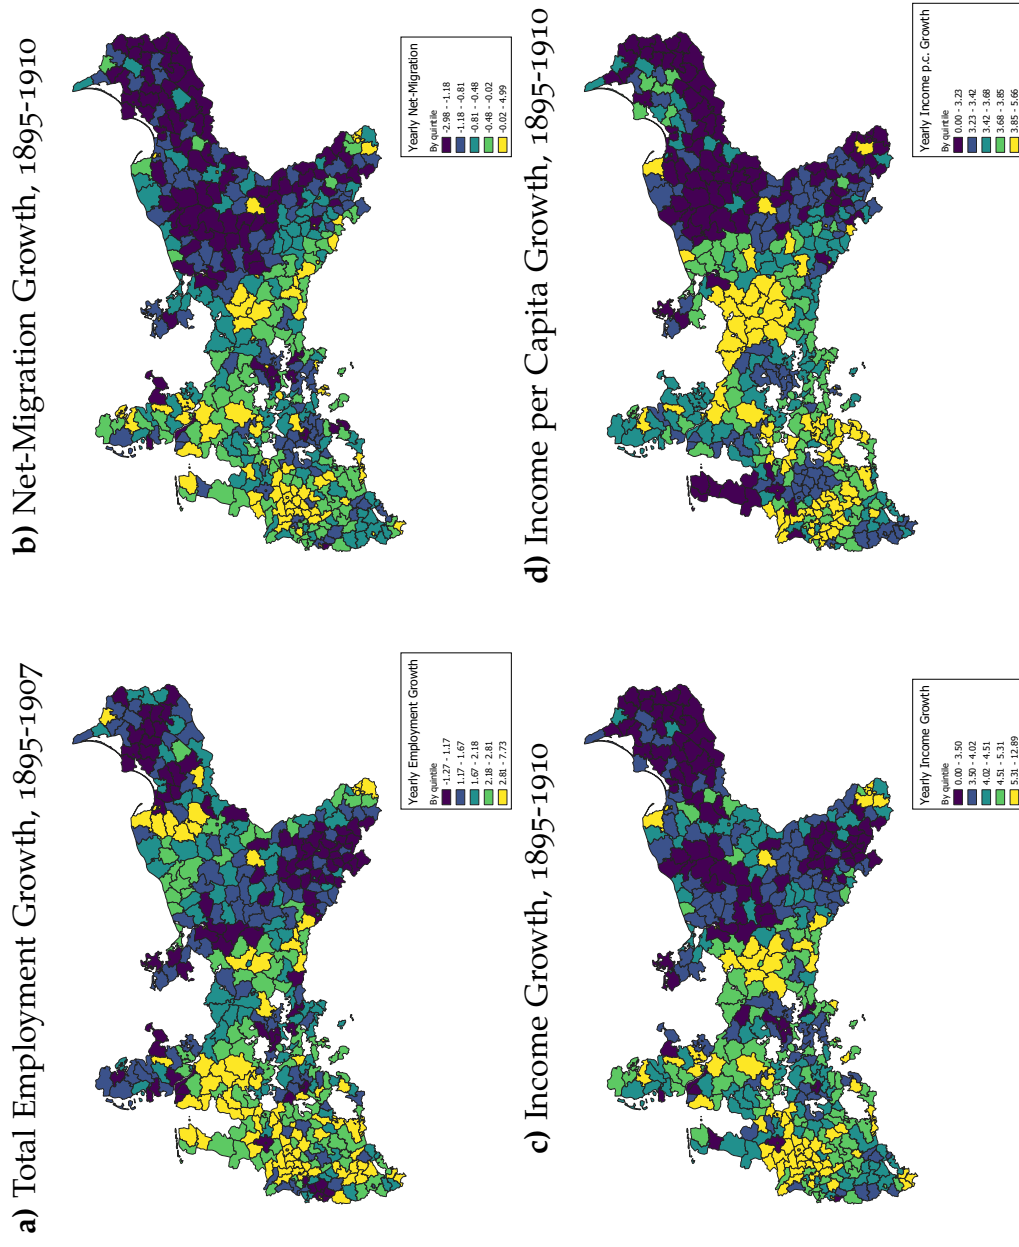 a) Total Employment Growth, 1895-1907
Yearly Employment Growth
By quintile
-1.27 - 1.17
1.17 - 1.67
1.67 - 2.18
2.18 - 2.81
2.81 - 7.73
b) Net-Migration Growth, 1895-1910
Yearly Net-Migration
By quintile
-2.98 - -1.18
-1.18 - -0.81
-0.81 - -0.48
-0.48 - -0.02
-0.02 - 4.99
c) Income Growth, 1895-1910
Yearly Income Growth
By quintile
0.00 - 3.50
3.50 - 4.02
4.02 - 4.51
4.51 - 5.31
5.31 - 12.89
d) Income per Capita Growth, 1895-1910
Yearly Income p.c. Growth
By quintile
0.00 - 3.23
3.23 - 3.42
3.42 - 3.68
3.68 - 3.85
3.85 - 5.66